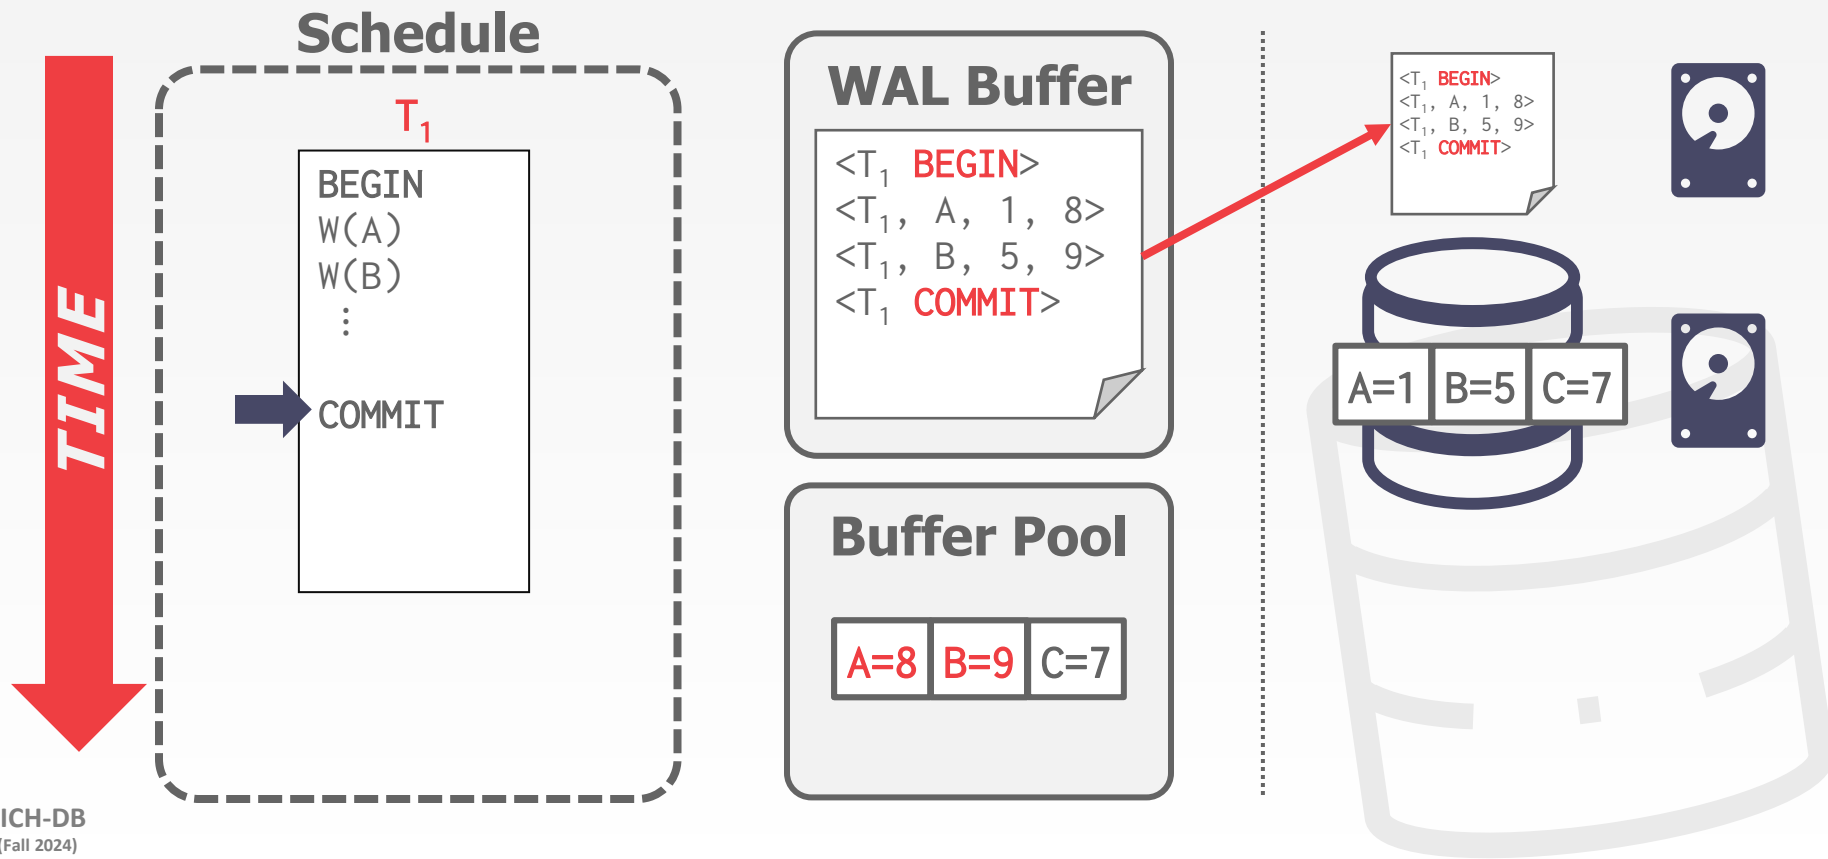 Schedule
TIME
T1
BEGIN
W(A)
W(B)
⋮
COMMIT
WAL Buffer
<T1 BEGIN>
<T1, A, 1, 8>
<T1, B, 5, 9>
<T1 COMMIT>
Buffer Pool
A=8 B=9 C=7
<T1 BEGIN>
<T1, A, 1, 8>
<T1, B, 5, 9>
<T1 COMMIT>
A=1 B=5 C=7
ICH-DB
(Fall 2024)